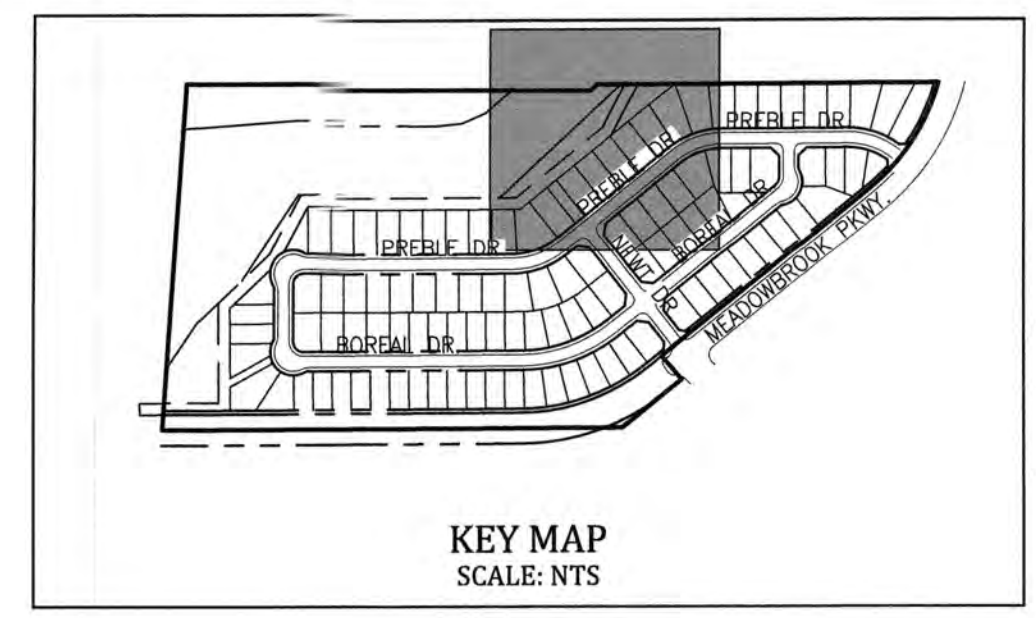 PREBLE DR.
PREBLE DR.
PREBLE DR.
BOREAL DR.
NEWT DR.
MEADOWBROOK PKWY.
BOREAL DR.
KEY MAP
SCALE: NTS